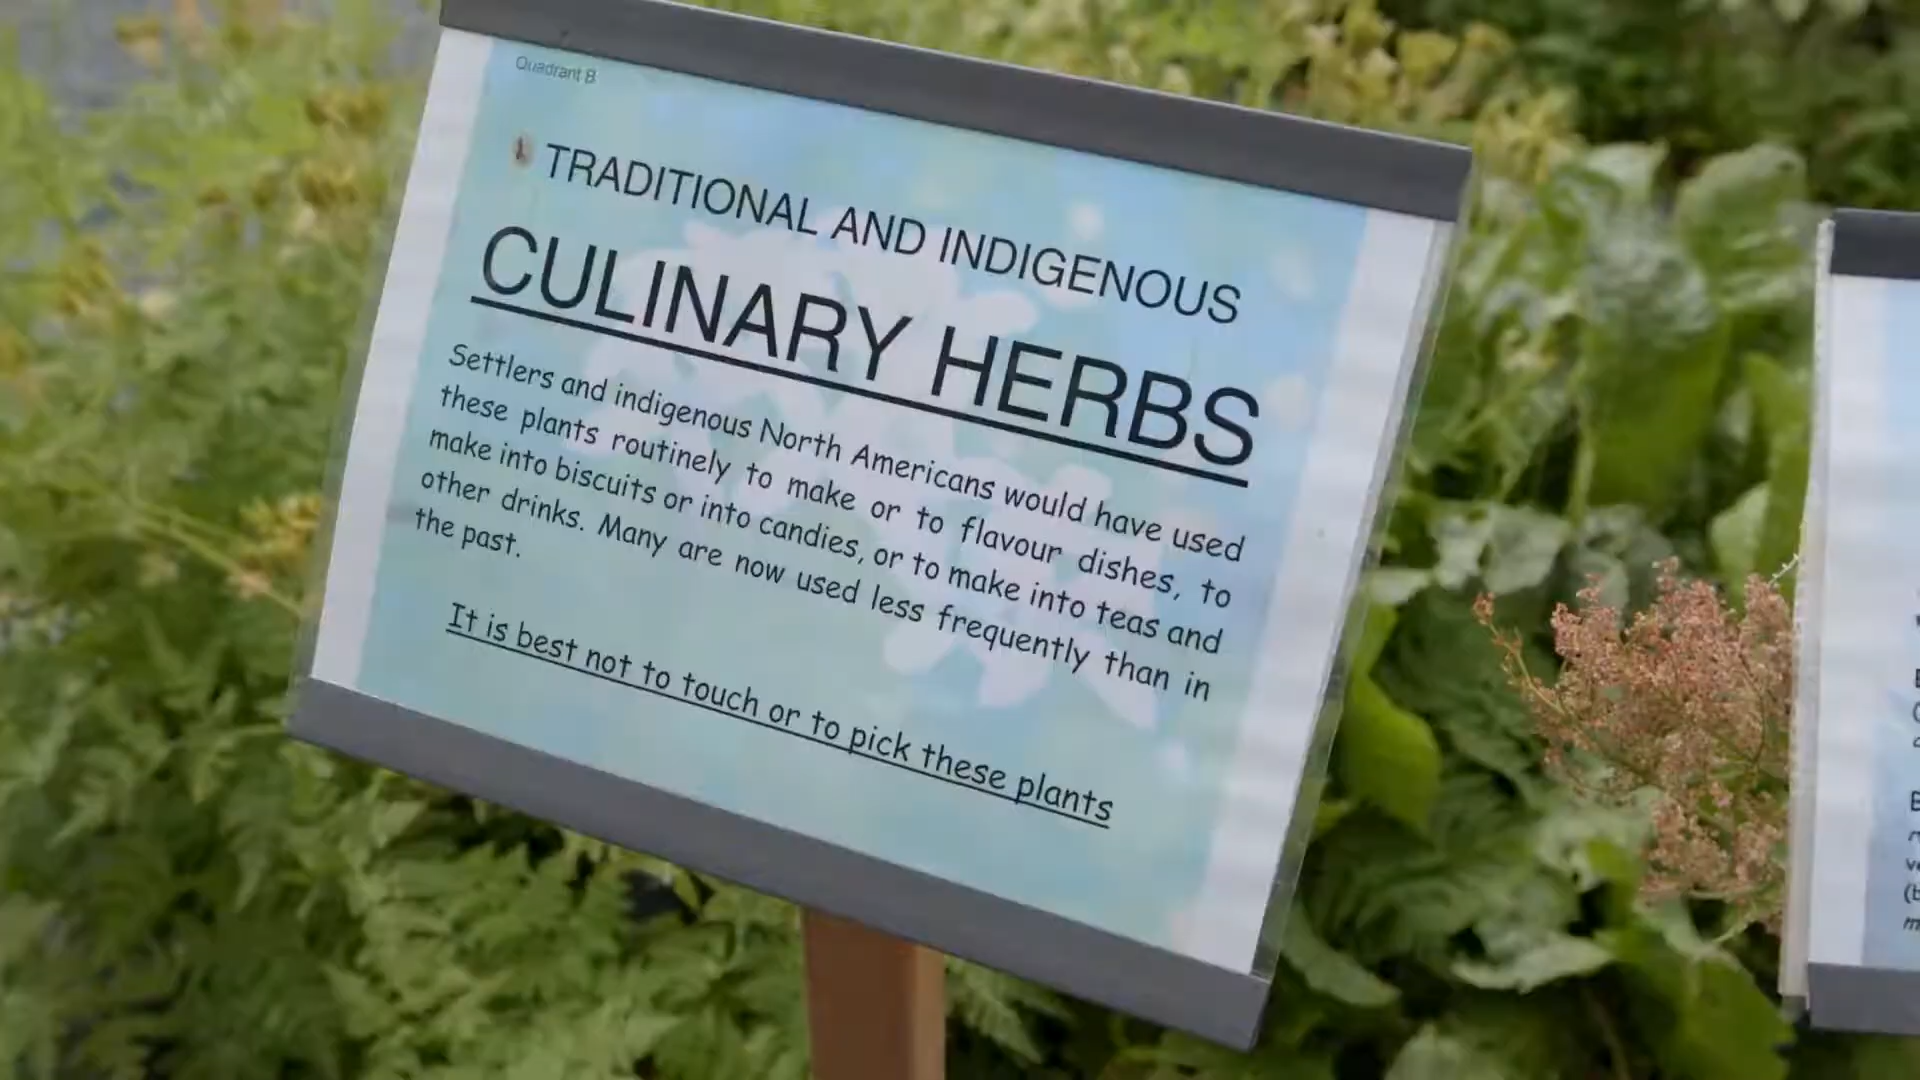 Quadrant B
TRADITIONAL AND INDIGENOUS
CULINARY HERBS
Settlers and indigenous North Americans would have used
these plants routinely to make or to flavour dishes, to
make into biscuits or into candies, or to make into teas and
other drinks. Many are now used less frequently than in
the past.
It is best not to touch or to pick these plants